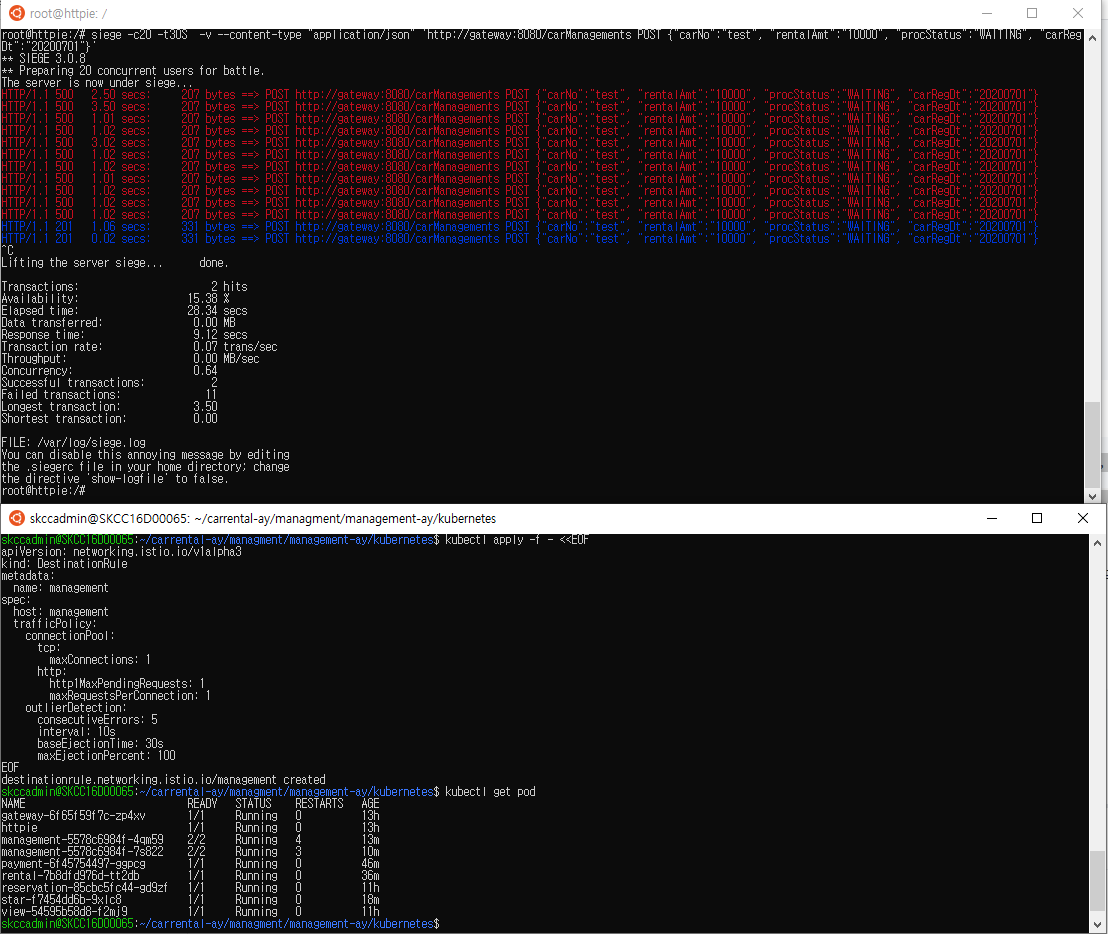 root@httpie: /
root@httpie:/# siege -c20 -t30S  -v --content-type "application/json" 'http://gateway:8080/carManagements POST {"carNo":"test", "rentalAmt":"10000", "procStatus":"WAITING", "carReg
Dt":"20200701"}'
** SIEGE 3.0.8
** Preparing 20 concurrent users for battle.
The server is now under siege...
HTTP/1.1 500   2.50 secs:     207 bytes ==> POST http://gateway:8080/carManagements POST {"carNo":"test", "rentalAmt":"10000", "procStatus":"WAITING", "carRegDt":"20200701"}
HTTP/1.1 500   3.50 secs:     207 bytes ==> POST http://gateway:8080/carManagements POST {"carNo":"test", "rentalAmt":"10000", "procStatus":"WAITING", "carRegDt":"20200701"}
HTTP/1.1 500   1.01 secs:     207 bytes ==> POST http://gateway:8080/carManagements POST {"carNo":"test", "rentalAmt":"10000", "procStatus":"WAITING", "carRegDt":"20200701"}
HTTP/1.1 500   1.02 secs:     207 bytes ==> POST http://gateway:8080/carManagements POST {"carNo":"test", "rentalAmt":"10000", "procStatus":"WAITING", "carRegDt":"20200701"}
HTTP/1.1 500   3.02 secs:     207 bytes ==> POST http://gateway:8080/carManagements POST {"carNo":"test", "rentalAmt":"10000", "procStatus":"WAITING", "carRegDt":"20200701"}
HTTP/1.1 500   1.02 secs:     207 bytes ==> POST http://gateway:8080/carManagements POST {"carNo":"test", "rentalAmt":"10000", "procStatus":"WAITING", "carRegDt":"20200701"}
HTTP/1.1 500   1.02 secs:     207 bytes ==> POST http://gateway:8080/carManagements POST {"carNo":"test", "rentalAmt":"10000", "procStatus":"WAITING", "carRegDt":"20200701"}
HTTP/1.1 500   1.01 secs:     207 bytes ==> POST http://gateway:8080/carManagements POST {"carNo":"test", "rentalAmt":"10000", "procStatus":"WAITING", "carRegDt":"20200701"}
HTTP/1.1 500   1.02 secs:     207 bytes ==> POST http://gateway:8080/carManagements POST {"carNo":"test", "rentalAmt":"10000", "procStatus":"WAITING", "carRegDt":"20200701"}
HTTP/1.1 500   1.02 secs:     207 bytes ==> POST http://gateway:8080/carManagements POST {"carNo":"test", "rentalAmt":"10000", "procStatus":"WAITING", "carRegDt":"20200701"}
HTTP/1.1 500   1.02 secs:     207 bytes ==> POST http://gateway:8080/carManagements POST {"carNo":"test", "rentalAmt":"10000", "procStatus":"WAITING", "carRegDt":"20200701"}
HTTP/1.1 201   1.06 secs:     331 bytes ==> POST http://gateway:8080/carManagements POST {"carNo":"test", "rentalAmt":"10000", "procStatus":"WAITING", "carRegDt":"20200701"}
HTTP/1.1 201   0.02 secs:     331 bytes ==> POST http://gateway:8080/carManagements POST {"carNo":"test", "rentalAmt":"10000", "procStatus":"WAITING", "carRegDt":"20200701"}
^C
Lifting the server siege...      done.
Transactions:                      2 hits
Availability:                  15.38 %
Elapsed time:                  28.34 secs
Data transferred:               0.00 MB
Response time:                  9.12 secs
Transaction rate:               0.07 trans/sec
Throughput:                     0.00 MB/sec
Concurrency:                    0.64
Successful transactions:           2
Failed transactions:              11
Longest transaction:            3.50
Shortest transaction:           0.00
FILE: /var/log/siege.log
You can disable this annoying message by editing
the .siegerc file in your home directory; change
the directive 'show-logfile' to false.
root@httpie:/#
skccadmin@SKCC16D00065: ~/carrental-ay/managment/management-ay/kubernetes
skccadmin@SKCC16D00065:~/carrental-ay/managment/management-ay/kubernetes$ kubectl apply -f - <<EOF
apiVersion: networking.istio.io/v1alpha3
kind: DestinationRule
metadata:
  name: management
spec:
  host: management
  trafficPolicy:
    connectionPool:
      tcp:
        maxConnections: 1
      http:
        http1MaxPendingRequests: 1
        maxRequestsPerConnection: 1
    outlierDetection:
      consecutiveErrors: 5
      interval: 10s
      baseEjectionTime: 30s
      maxEjectionPercent: 100
EOF
destinationrule.networking.istio.io/management created
skccadmin@SKCC16D00065:~/carrental-ay/managment/management-ay/kubernetes$ kubectl get pod
NAME                           READY   STATUS    RESTARTS   AGE
gateway-6f65f59f7c-zp4xv       1/1     Running   0          13h
httpie                         1/1     Running   0          13h
management-5578c6984f-4qm59    2/2     Running   4          13m
management-5578c6984f-7s822    2/2     Running   3          10m
payment-6f45754497-ggpcg       1/1     Running   0          46m
rental-7b8dfd976d-tt2db        1/1     Running   0          36m
reservation-85cbc5fc44-gd9zf   1/1     Running   0          11h
star-f7454dd6b-9xlc8           1/1     Running   0          18m
view-54595b58d8-f2mj9          1/1     Running   0          11h
skccadmin@SKCC16D00065:~/carrental-ay/managment/management-ay/kubernetes$